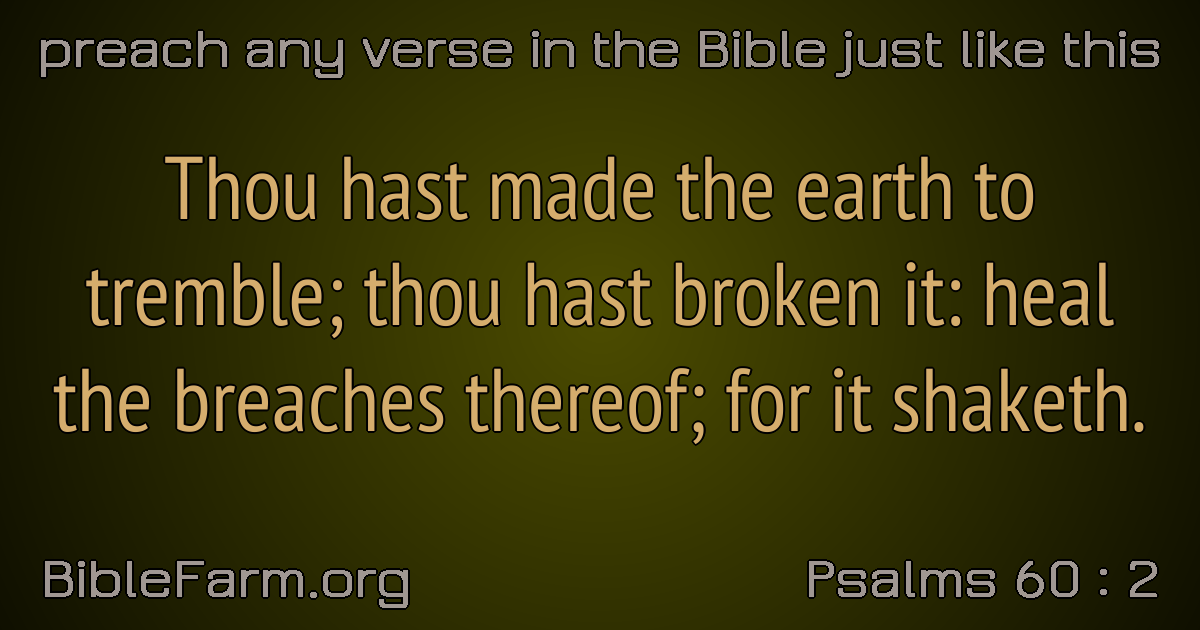 preach any verse in the Bible just like this
Thou hast made the earth to
tremble; thou hast broken it: heal
the breaches thereof; for it shaketh.
BibleFarm.org
Psalms 60 : 2